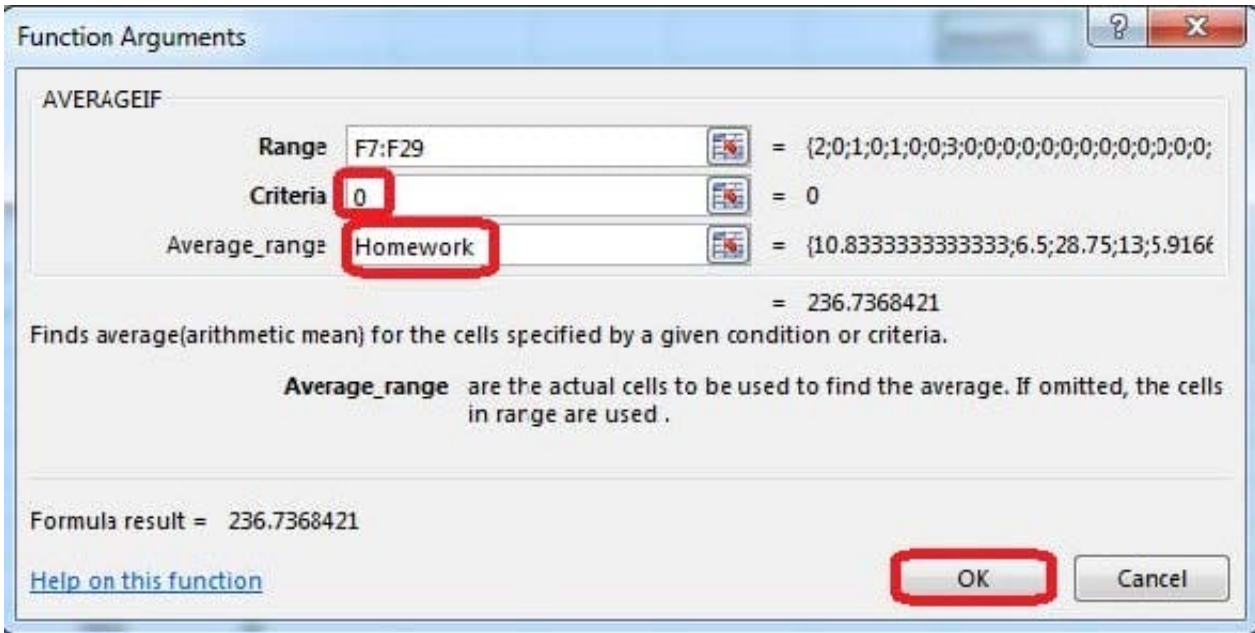 Function Arguments
AVERAGEIF
Range F7:F29 = {2;0;1;0;1;0;0;3;0;0;0;0;0;0;0;0;0;0;0;0;0;
Criteria 0 = 0
Average_range Homework = {10.8333333333333;6.5;28.75;13;5.9166
= 236.7368421
Finds average(arithmetic mean) for the cells specified by a given condition or criteria.
Average_range are the actual cells to be used to find the average. If omitted, the cells
in range are used .
Formula result = 236.7368421
Help on this function
OK Cancel